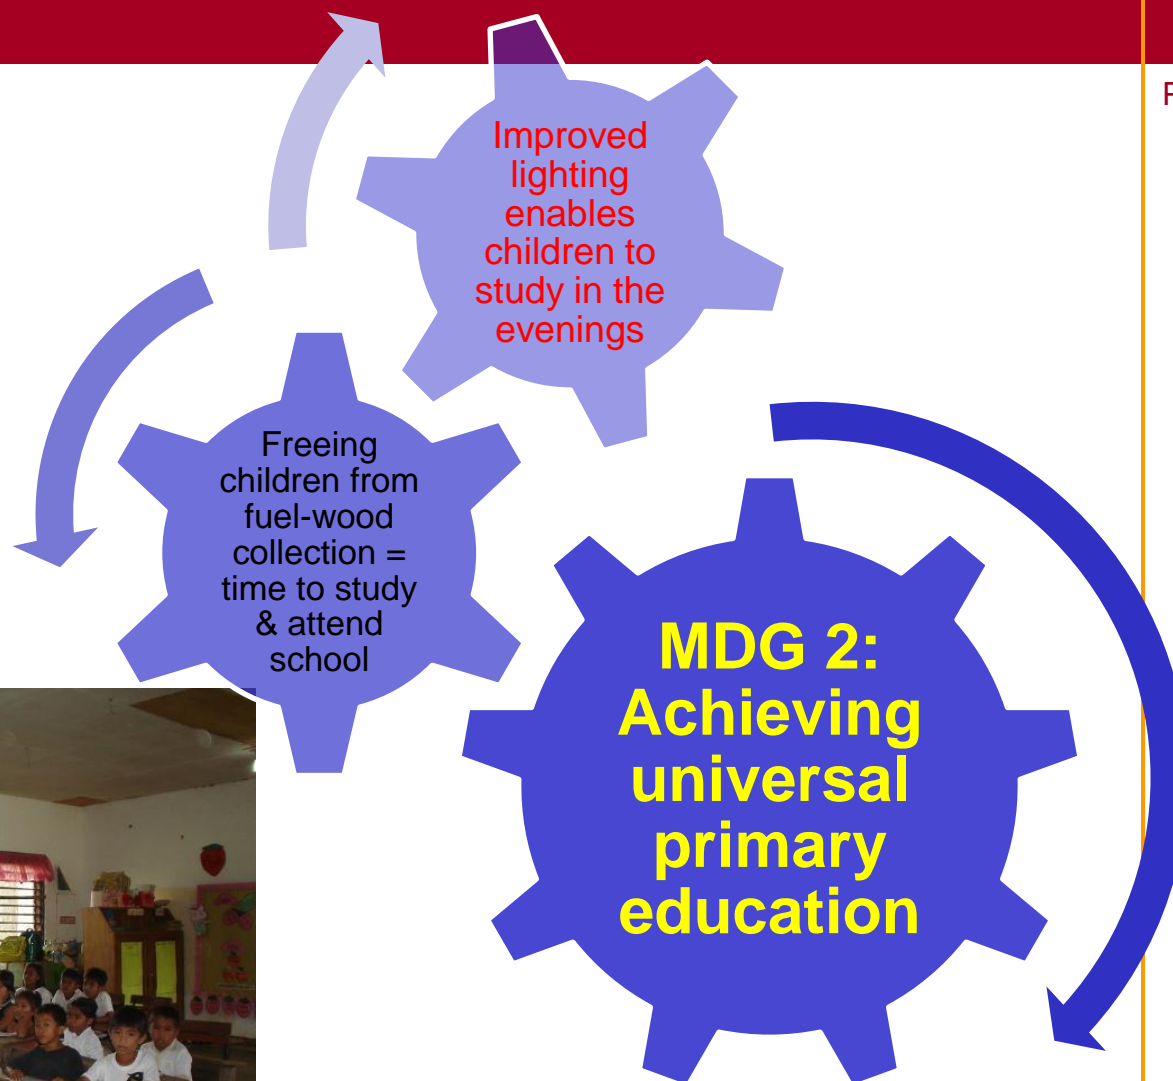 Improved
lighting
enables
children to
study in the
evenings
Freeing
children from
fuel-wood
collection =
time to study
& attend
school
MDG 2:
Achieving
universal
primary
education